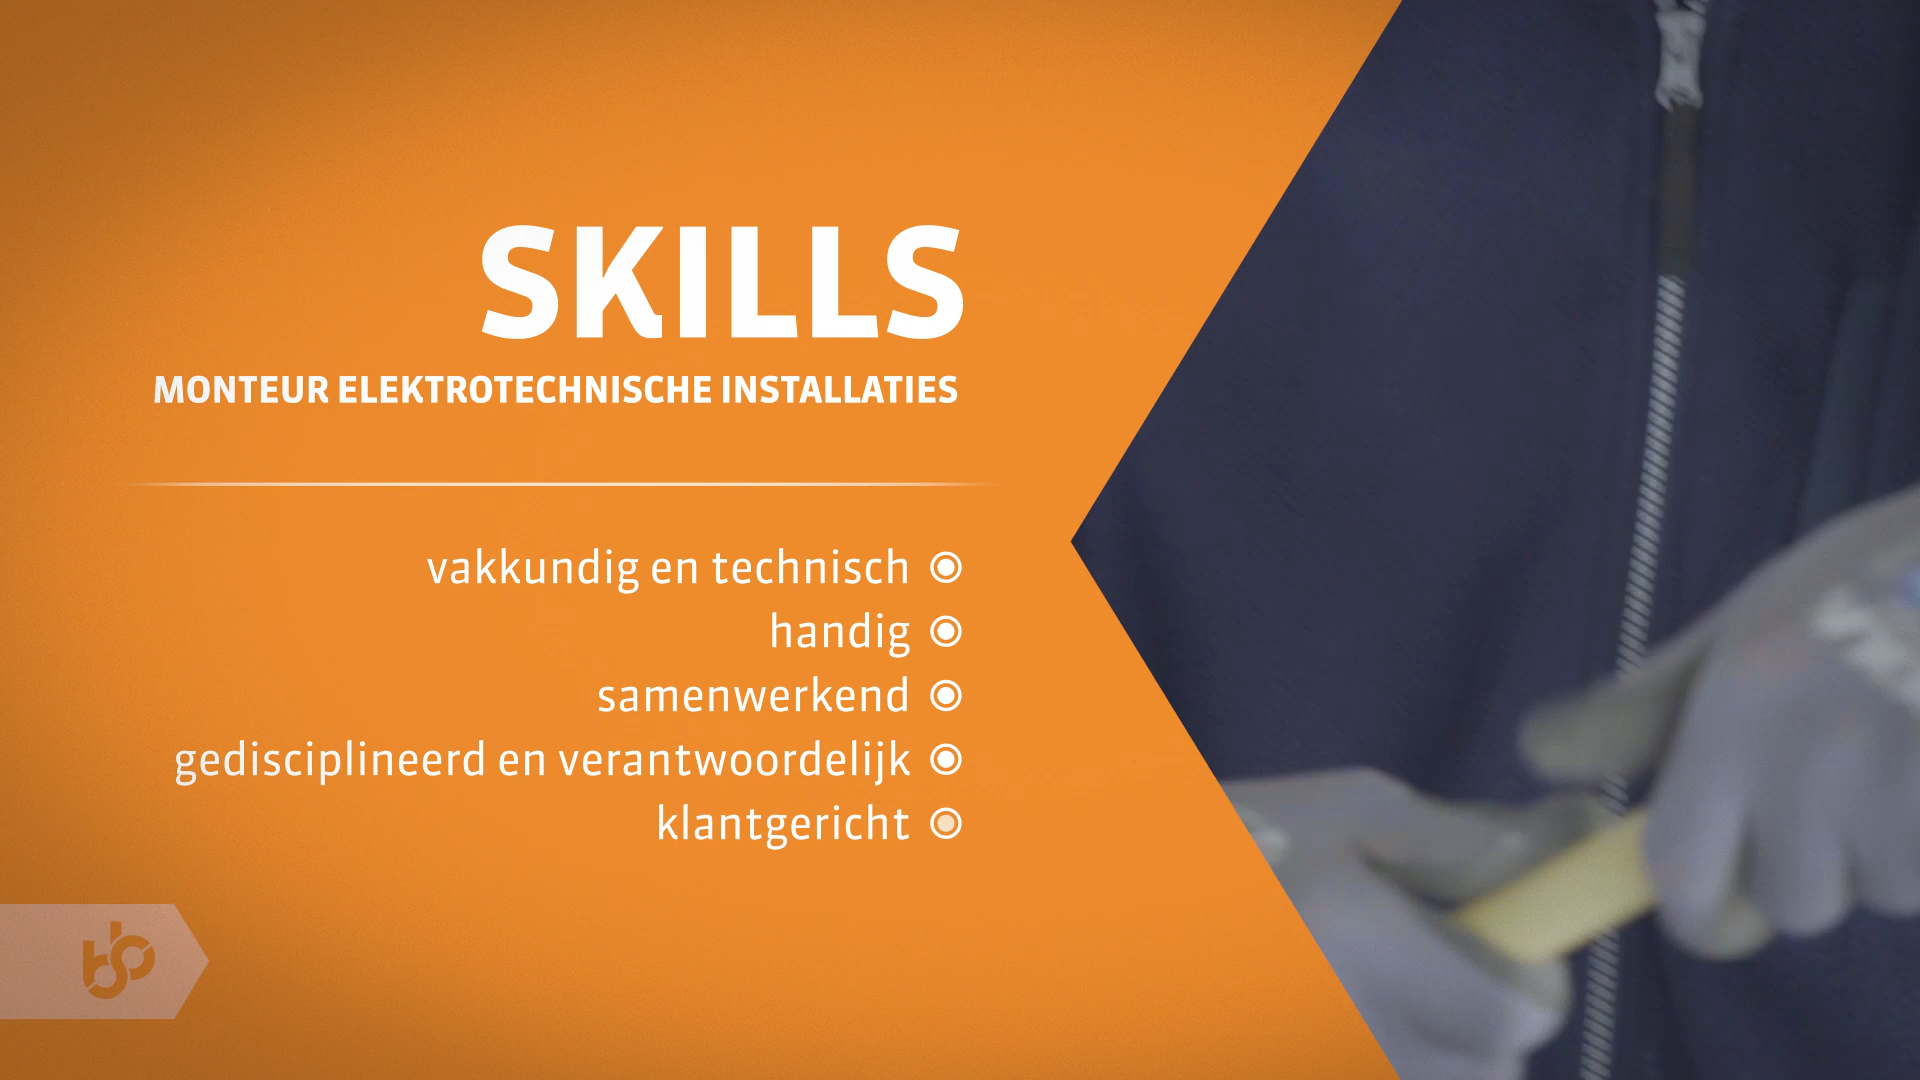 SKILLS
MONTEUR ELEKTROTECHNISCHE INSTALLATIES
vakkundig en technisch
handig
samenwerkend
gedisciplineerd en verantwoordelijk
klantgericht